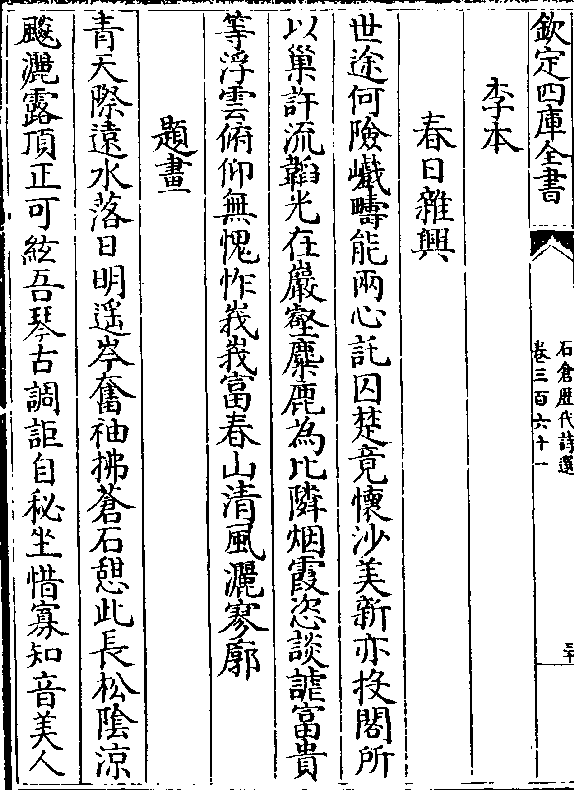 欽定四庫全書
石倉歷代詩選
卷三百六十一
李本
春日雜興
世途何險巇疇能兩心託囚楚竟懷沙美新亦投閣所
以巢許流韜光在巖壑麋鹿為比隣烟霞恣談謔富貴
等浮雲俯仰無愧怍峩峩富春山清風灑寥廓
題畫
青天際遠水落日明遥岑奮袖拂蒼石憩此長松陰涼
飈灑露頂正可絃吾琴古調詎自秘坐惜寡知音美人